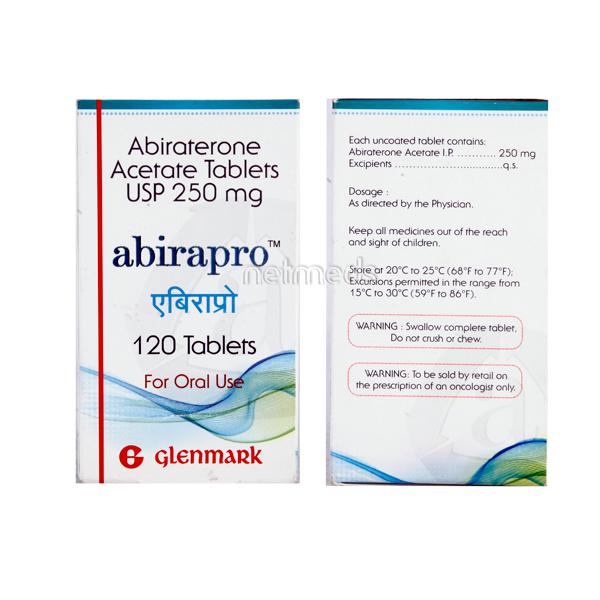 Abiraterone
Acetate Tablets
USP 250 mg
abirapro™
एबिराप्रो
120 Tablets
For Oral Use
G GLENMARK
netmeds
Each uncoated tablet contains:
Abiraterone Acetate I.P. ........... 250 mg
Excipients ..................................q.s.
Dosage :
As directed by the Physician.
Keep all medicines out of the reach
and sight of children.
Store at 20°C to 25°C (68°F to 77°F);
Excursions permitted in the range from
15°C to 30°C (59°F to 86°F).
WARNING : Swallow complete tablet,
Do not crush or chew.
WARNING: To be sold by retail on
the prescription of an oncologist only.